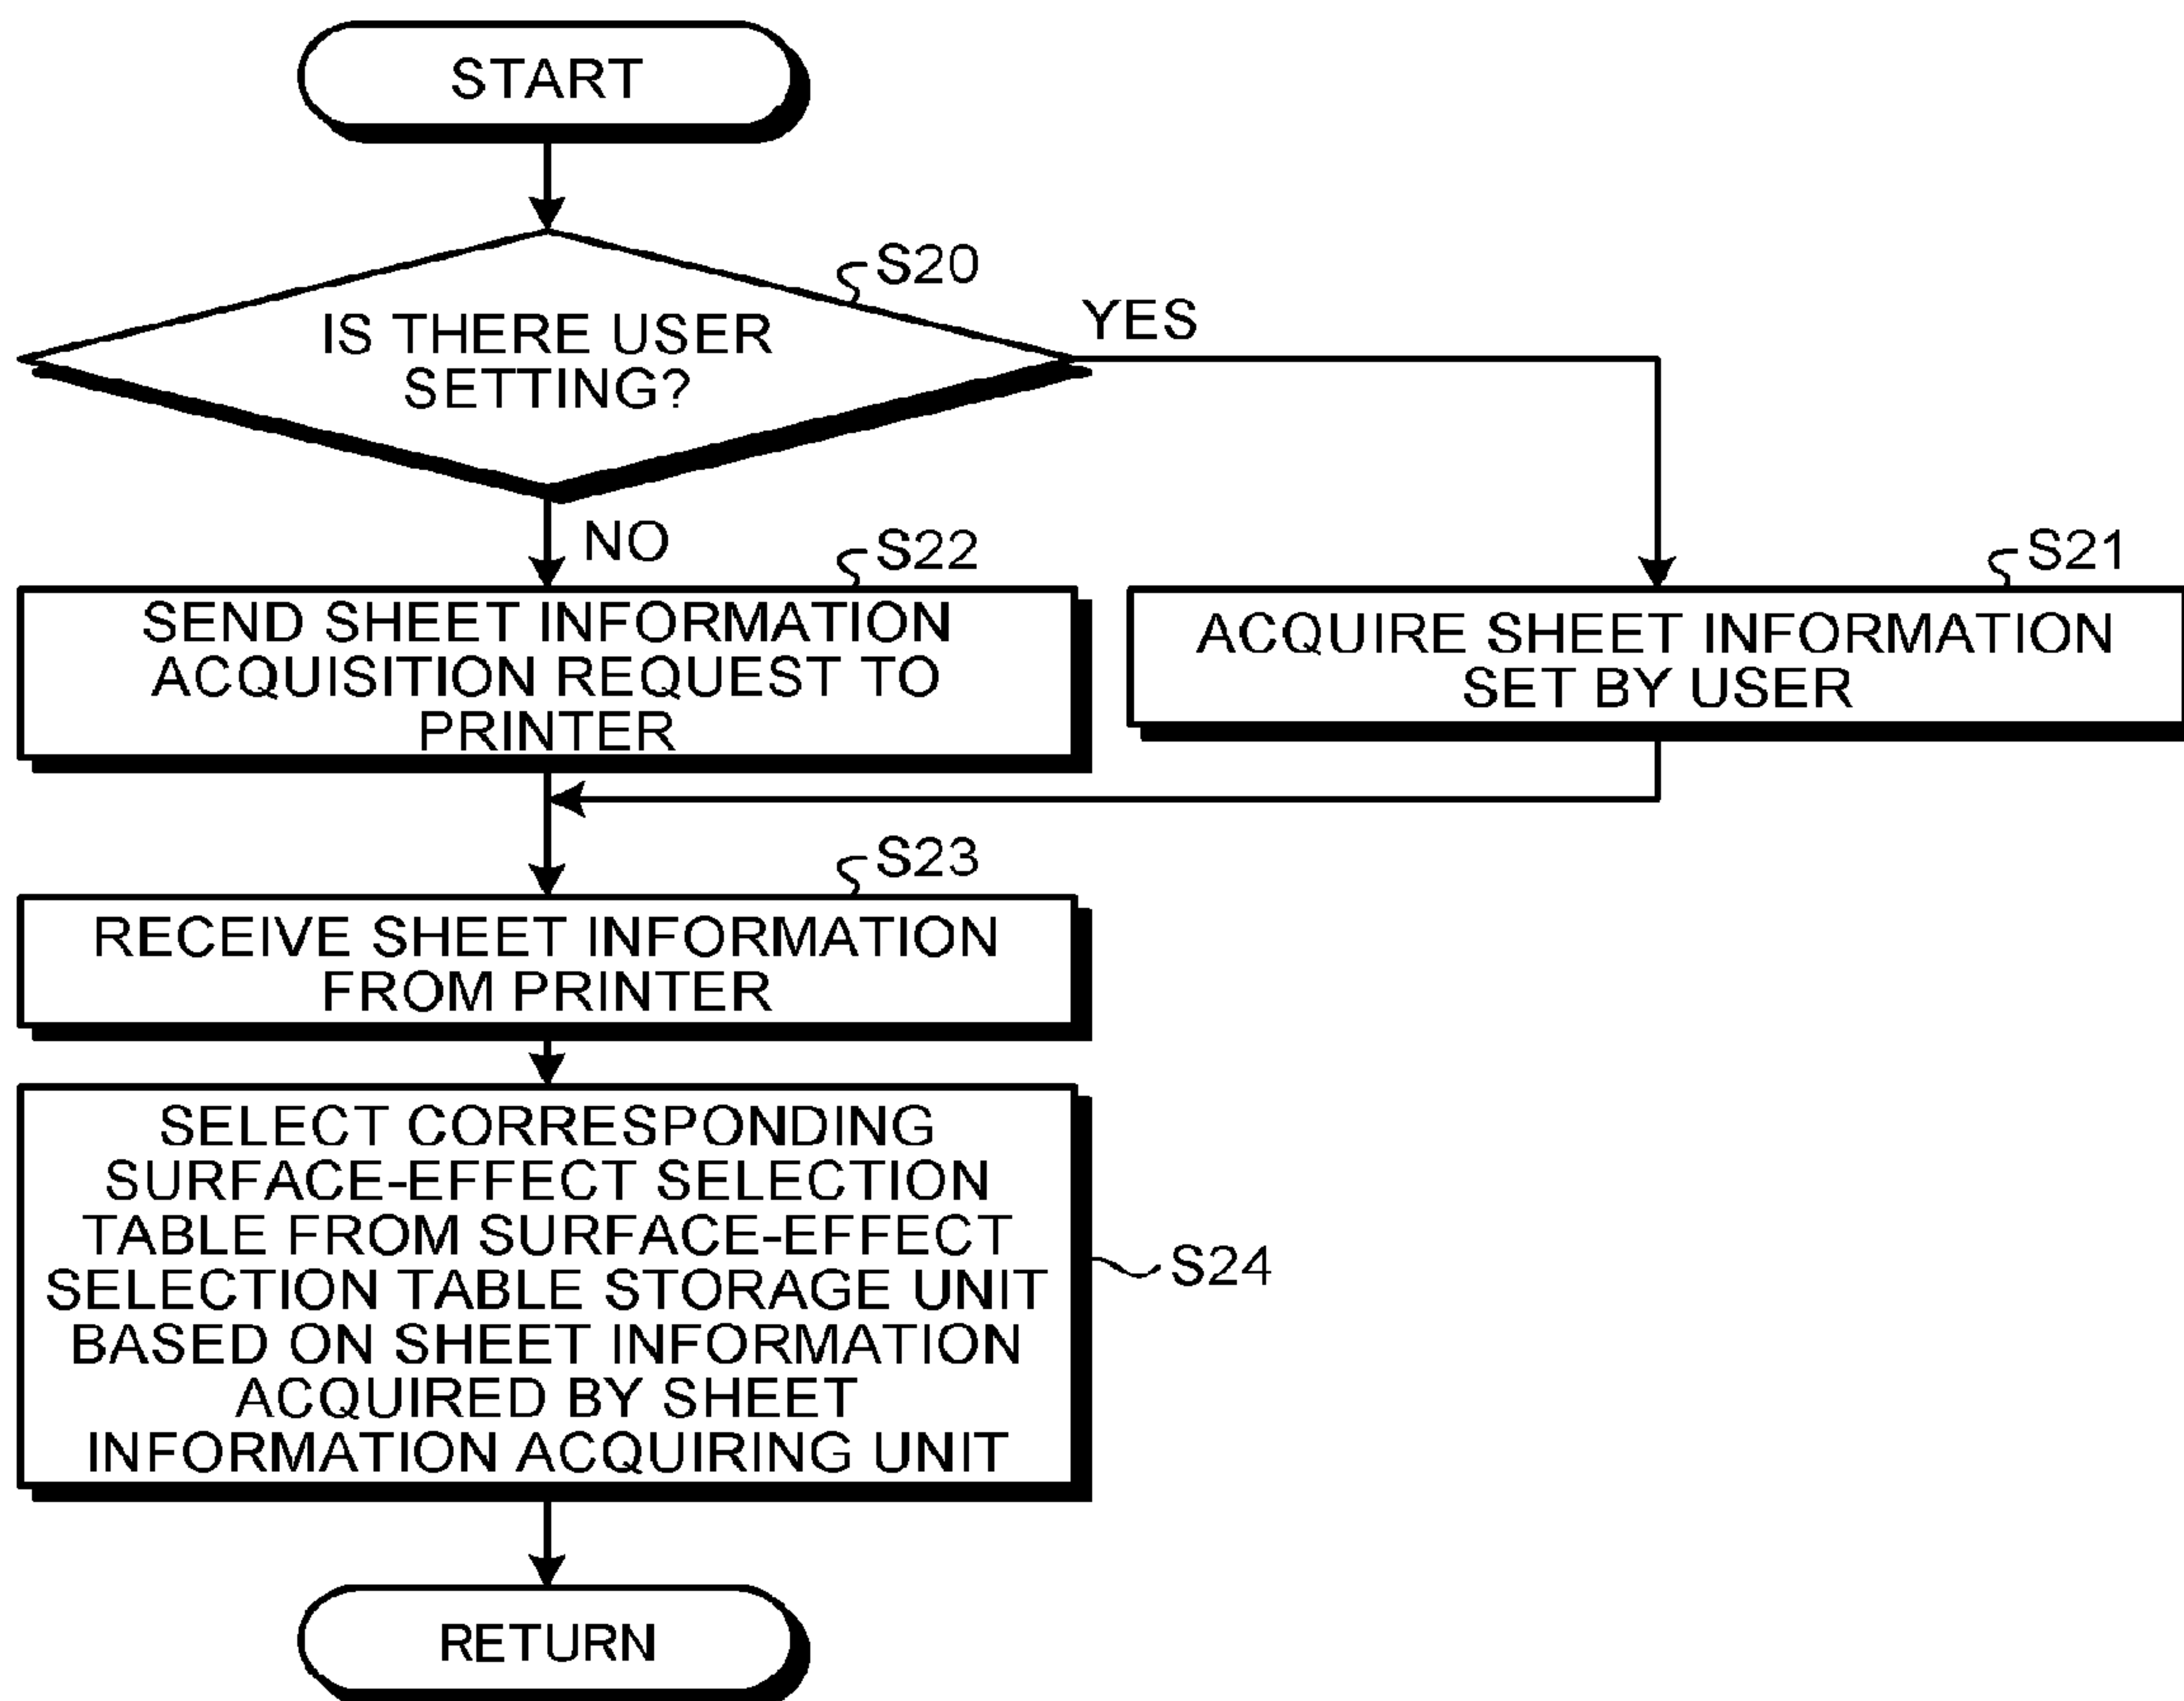 START
S20
IS THERE USER
SETTING?
YES
NO
S22
SEND SHEET INFORMATION
ACQUISITION REQUEST TO
PRINTER
S21
ACQUIRE SHEET INFORMATION
SET BY USER
S23
RECEIVE SHEET INFORMATION
FROM PRINTER
SELECT CORRESPONDING
SURFACE-EFFECT SELECTION
TABLE FROM SURFACE-EFFECT
SELECTION TABLE STORAGE UNIT
BASED ON SHEET INFORMATION
ACQUIRED BY SHEET
INFORMATION ACQUIRING UNIT
S24
RETURN